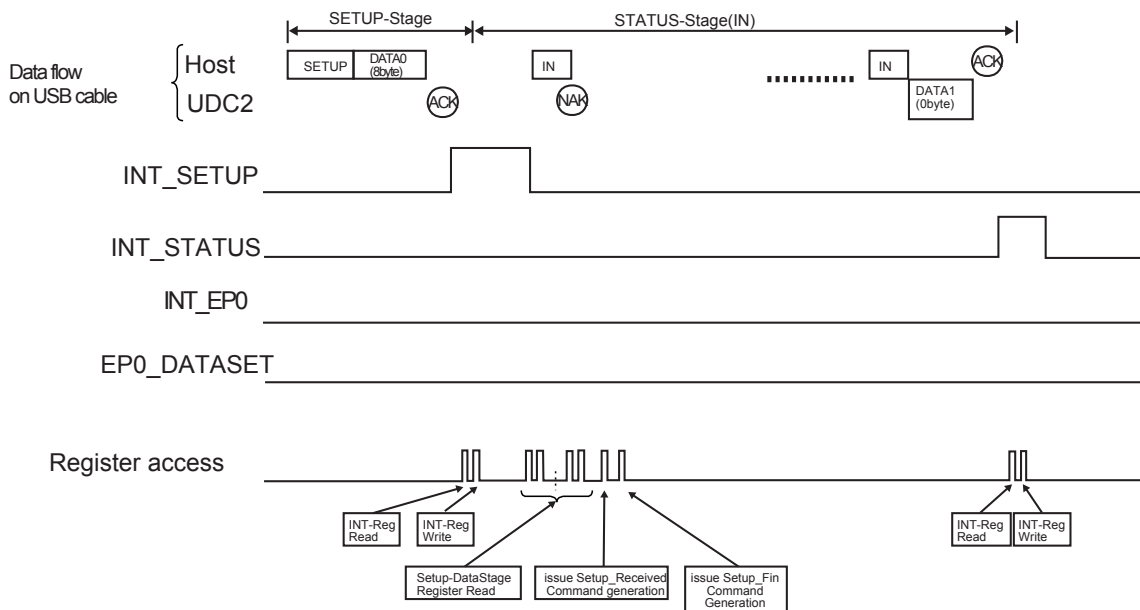 SETUP-Stage
STATUS-Stage(IN)
Data flow
on USB cable
Host
UDC2
SETUP
DATA0
(8byte)
ACK
IN
NAK
IN
DATA1
(0byte)
ACK
INT_SETUP
INT_STATUS
INT_EP0
EP0_DATASET
Register access
INT-Reg
Read
INT-Reg
Write
INT-Reg
Read
INT-Reg
Write
Setup-DataStage
Register Read
issue Setup_Received
Command generation
issue Setup_Fin
Command
Generation